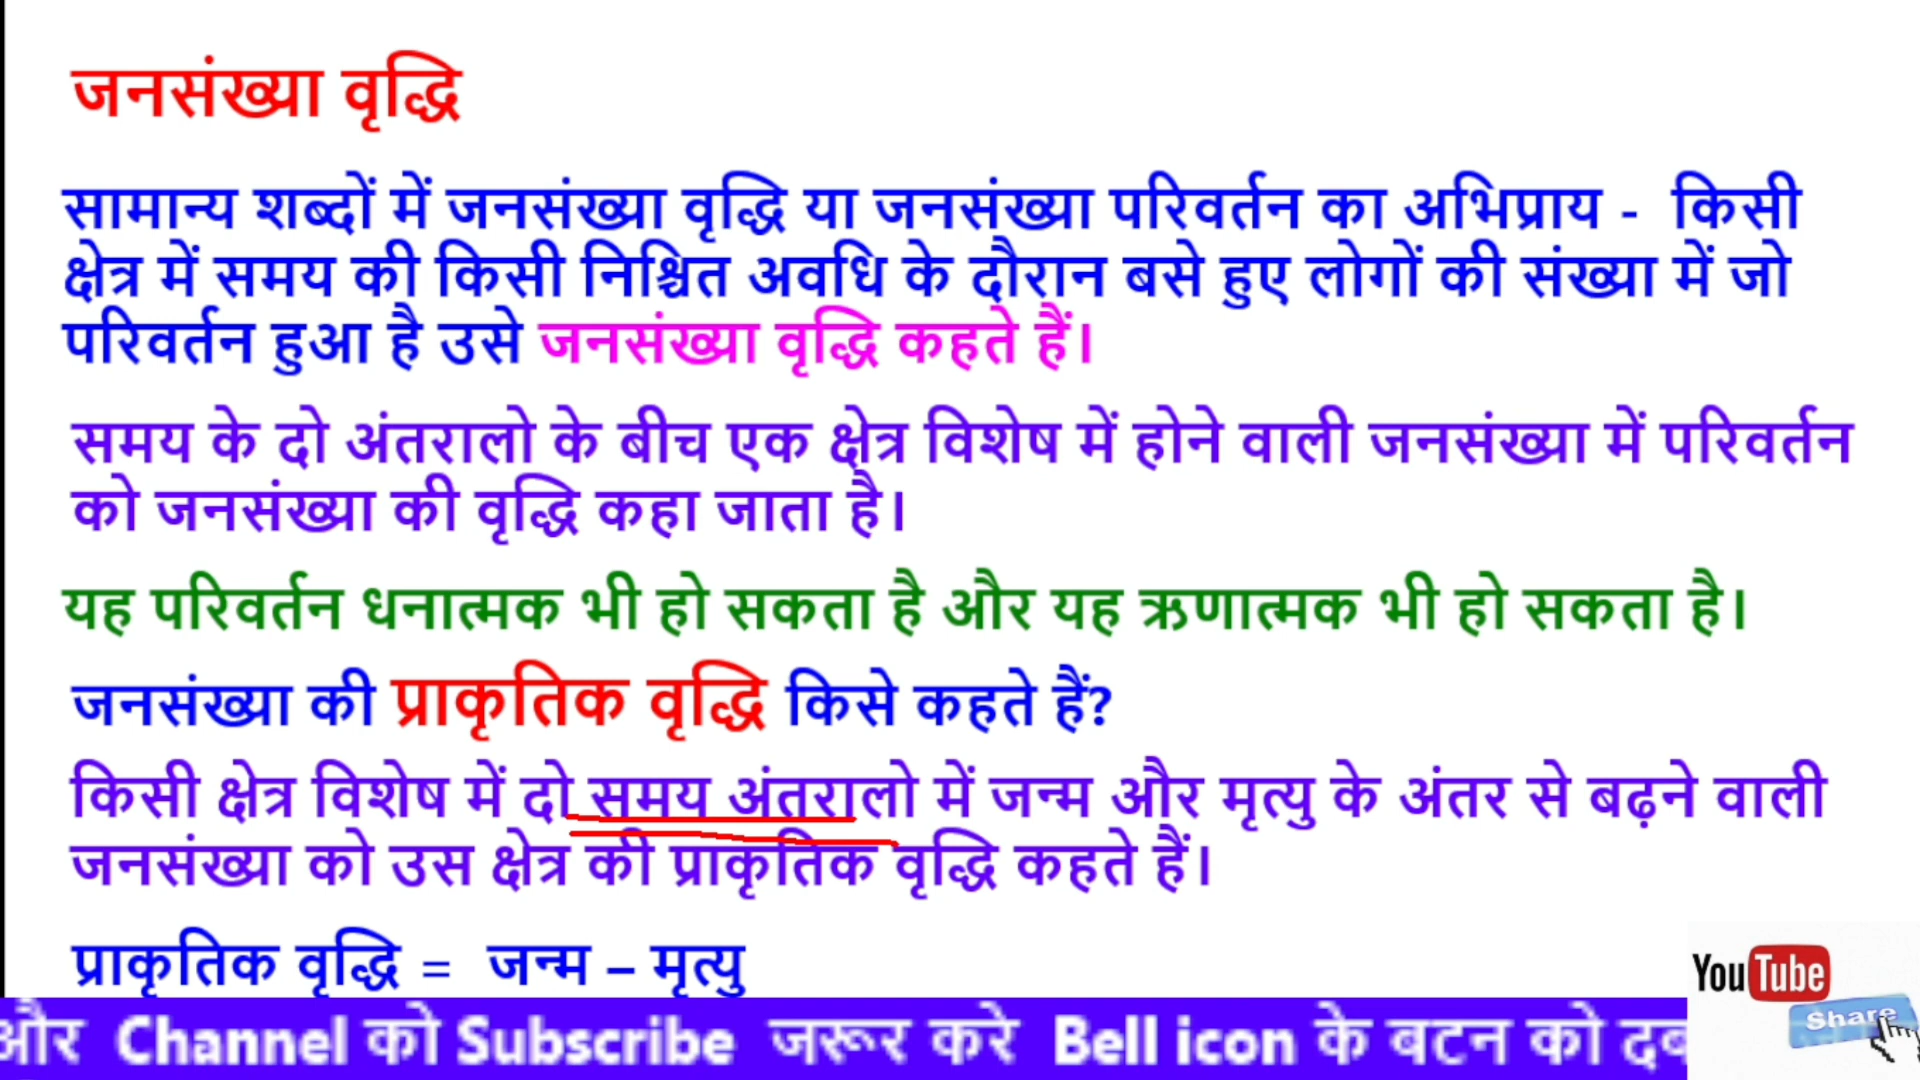 जनसंख्या वृद्धि
सामान्य शब्दों में जनसंख्या वृद्धि या जनसंख्या परिवर्तन का अभिप्राय - किसी
क्षेत्र में समय की किसी निश्चित अवधि के दौरान बसे हुए लोगों की संख्या में जो
परिवर्तन हुआ है उसे जनसंख्या वृद्धि कहते हैं।
समय के दो अंतरालो के बीच एक क्षेत्र विशेष में होने वाली जनसंख्या में परिवर्तन
को जनसंख्या की वृद्धि कहा जाता है।
यह परिवर्तन धनात्मक भी हो सकता है और यह ऋणात्मक भी हो सकता है।
जनसंख्या की प्राकृतिक वृद्धि किसे कहते हैं?
किसी क्षेत्र विशेष में दो समय अंतरालो में जन्म और मृत्यु के अंतर से बढ़ने वाली
जनसंख्या को उस क्षेत्र की प्राकृतिक वृद्धि कहते हैं।
प्राकृतिक वृद्धि = जन्म – मृत्यु
YouTube
Share
और Channel को Subscribe जरूर करे Bell icon के बटन को दब